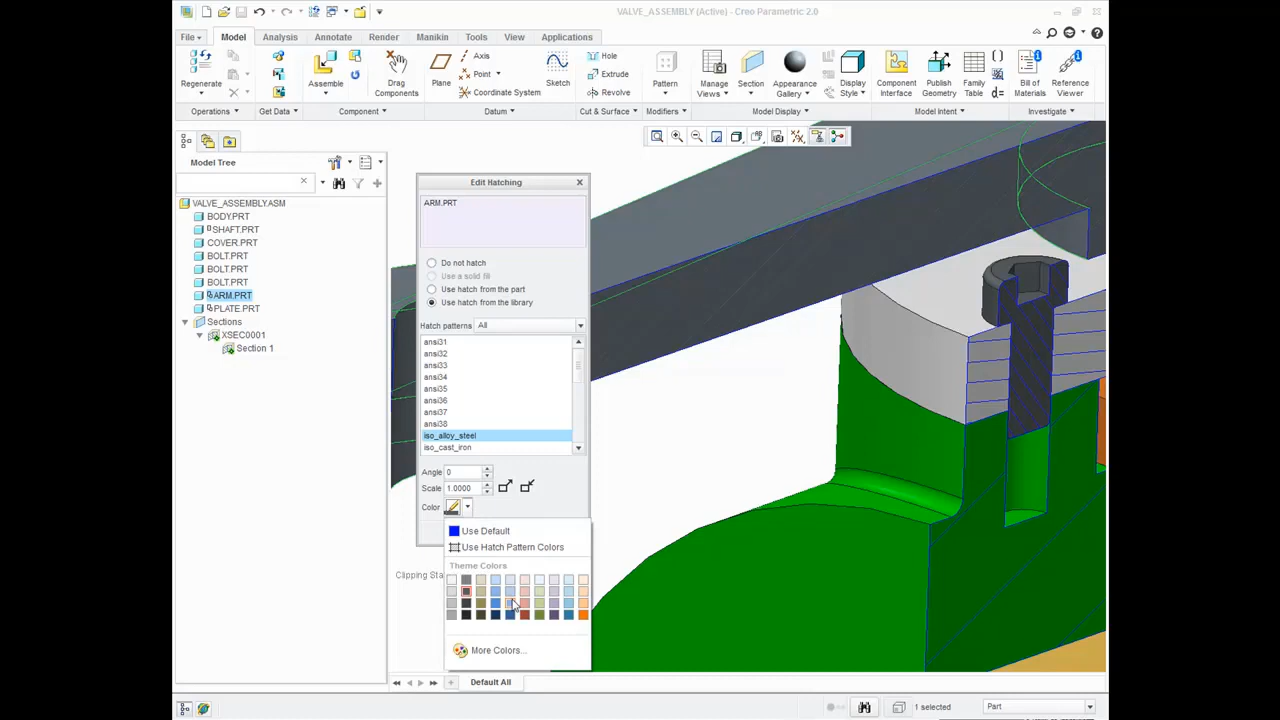 VALVE_ASSEMBLY (Active) - Creo Parametric 2.0
File Model Analysis Annotate Render Manikin Tools View Applications
Regenerate
Assemble
Drag Components
Plane
Axis
Point
Coordinate System
Sketch
Hole
Extrude
Revolve
Pattern
Manage Views
Section
Appearance Gallery
Display Style
Component Interface
Publish Geometry
Family Table
d=
Bill of Materials
Reference Viewer
Operations Get Data Component Datum Cut & Surface Modifiers Model Display Model Intent Investigate
Model Tree
VALVE_ASSEMBLY.ASM
BODY.PRT
SHAFT.PRT
COVER.PRT
BOLT.PRT
BOLT.PRT
BOLT.PRT
ARM.PRT
PLATE.PRT
Sections
XSEC0001
Section 1
Edit Hatching
ARM.PRT
Do not hatch
Use a solid fill
Use hatch from the part
Use hatch from the library
Hatch patterns All
ansi31
ansi32
ansi33
ansi34
ansi35
ansi36
ansi37
ansi38
iso_alloy_steel
iso_cast_iron
Angle 0
Scale 1.0000
Color
Use Default
Use Hatch Pattern Colors
Theme Colors
More Colors...
Clipping Sta
Default All
1 selected
Part